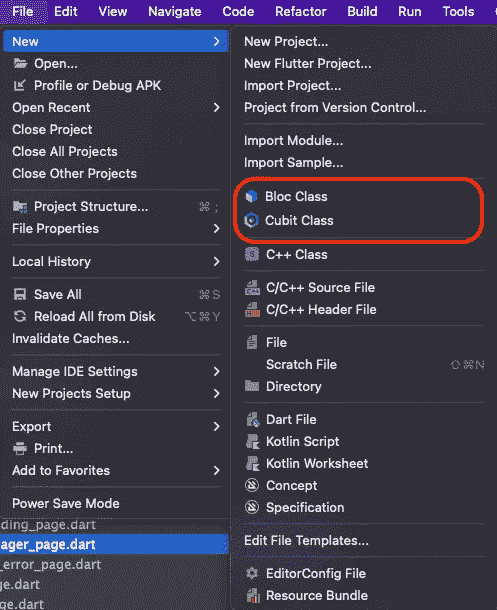 File Edit View Navigate Code Refactor Build Run Tools
New
Open...
Profile or Debug APK
Open Recent
Close Project
Close All Projects
Close Other Projects
Project Structure... ⌘ ;
File Properties
Local History
Save All ⌘S
Reload All from Disk ⌥⌘Y
Invalidate Caches...
Manage IDE Settings
New Projects Setup
Export
Print...
Add to Favorites
Power Save Mode
ding_page.dart
ager_page.dart
_error_page.dart
ge.dart
ge.dart
New Project...
New Flutter Project...
Import Project...
Project from Version Control...
Import Module...
Import Sample...
Bloc Class
Cubit Class
C++ Class
C/C++ Source File
C/C++ Header File
File
Scratch File ⇧⌘N
Directory
Dart File
Kotlin Script
Kotlin Worksheet
Concept
Specification
Edit File Templates...
EditorConfig File
Resource Bundle